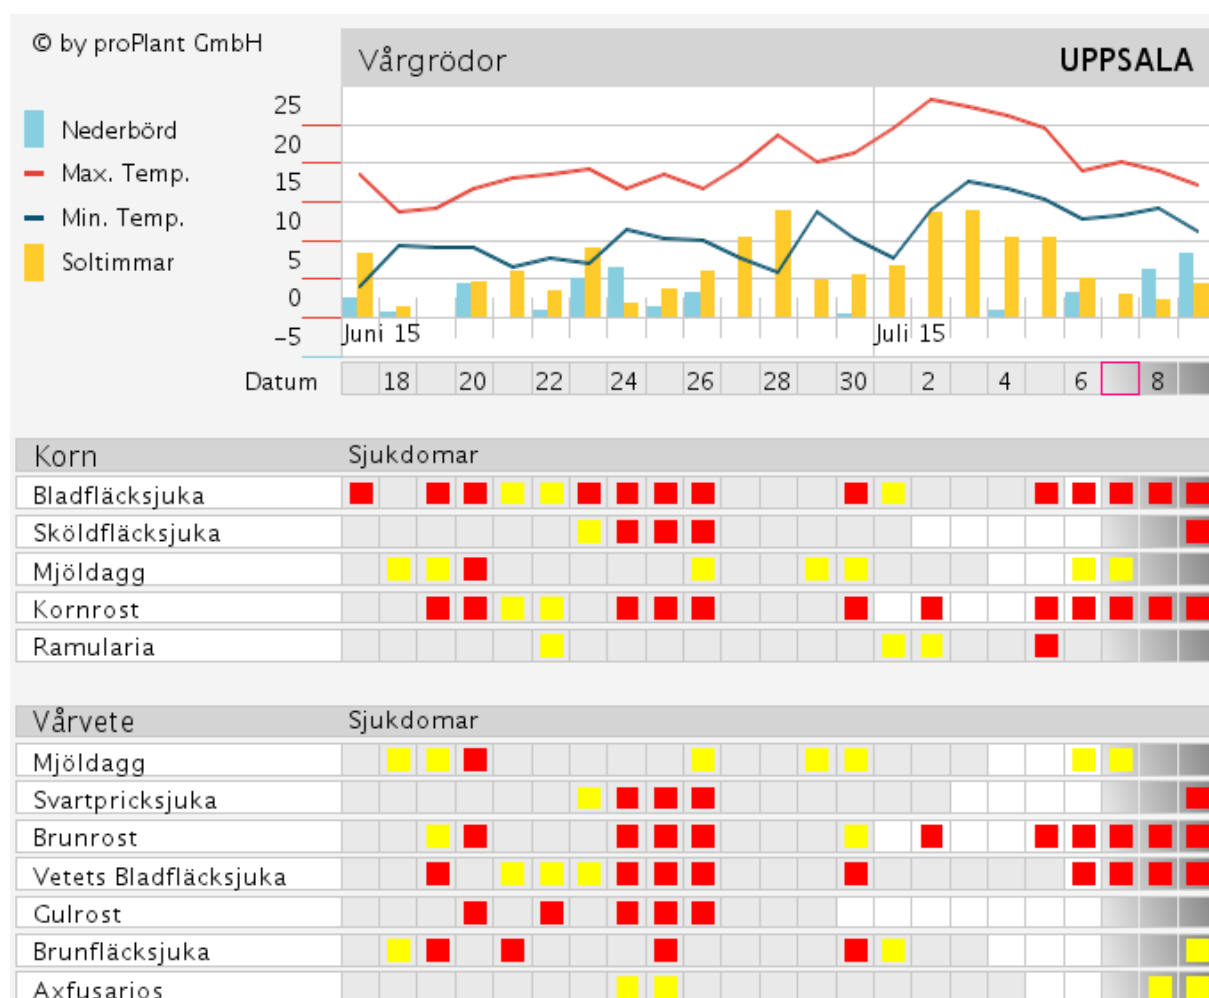 © by proPlant GmbH
Vårgrödor UPPSALA
Nederbörd
Max. Temp.
Min. Temp.
Soltimmar
25
20
15
10
5
0
-5
Juni 15 Juli 15
Datum 18 20 22 24 26 28 30 2 4 6 8
Korn Sjukdomar
Bladfläcksjuka
Sköldfläcksjuka
Mjöldagg
Kornrost
Ramularia
Vårvete Sjukdomar
Mjöldagg
Svartpricksjuka
Brunrost
Vetets Bladfläcksjuka
Gulrost
Brunfläcksjuka
Axfusarios